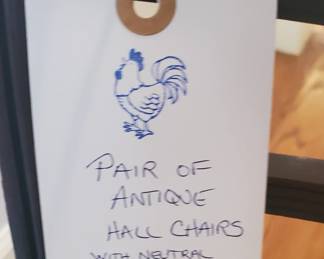 PAIR OF
ANTIQUE
HALL CHAIRS
WITH NEUTRAL